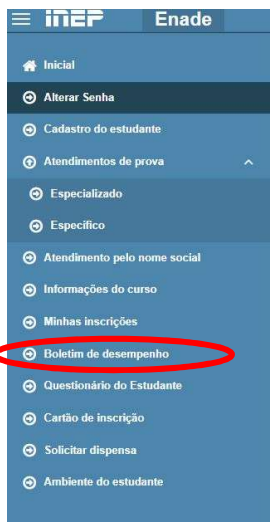 inep Enade
Inicial
Alterar Senha
Cadastro do estudante
Atendimentos de prova
Especializado
Específico
Atendimento pelo nome social
Informações do curso
Minhas inscrições
Boletim de desempenho
Questionário do Estudante
Cartão de inscrição
Solicitar dispensa
Ambiente do estudante